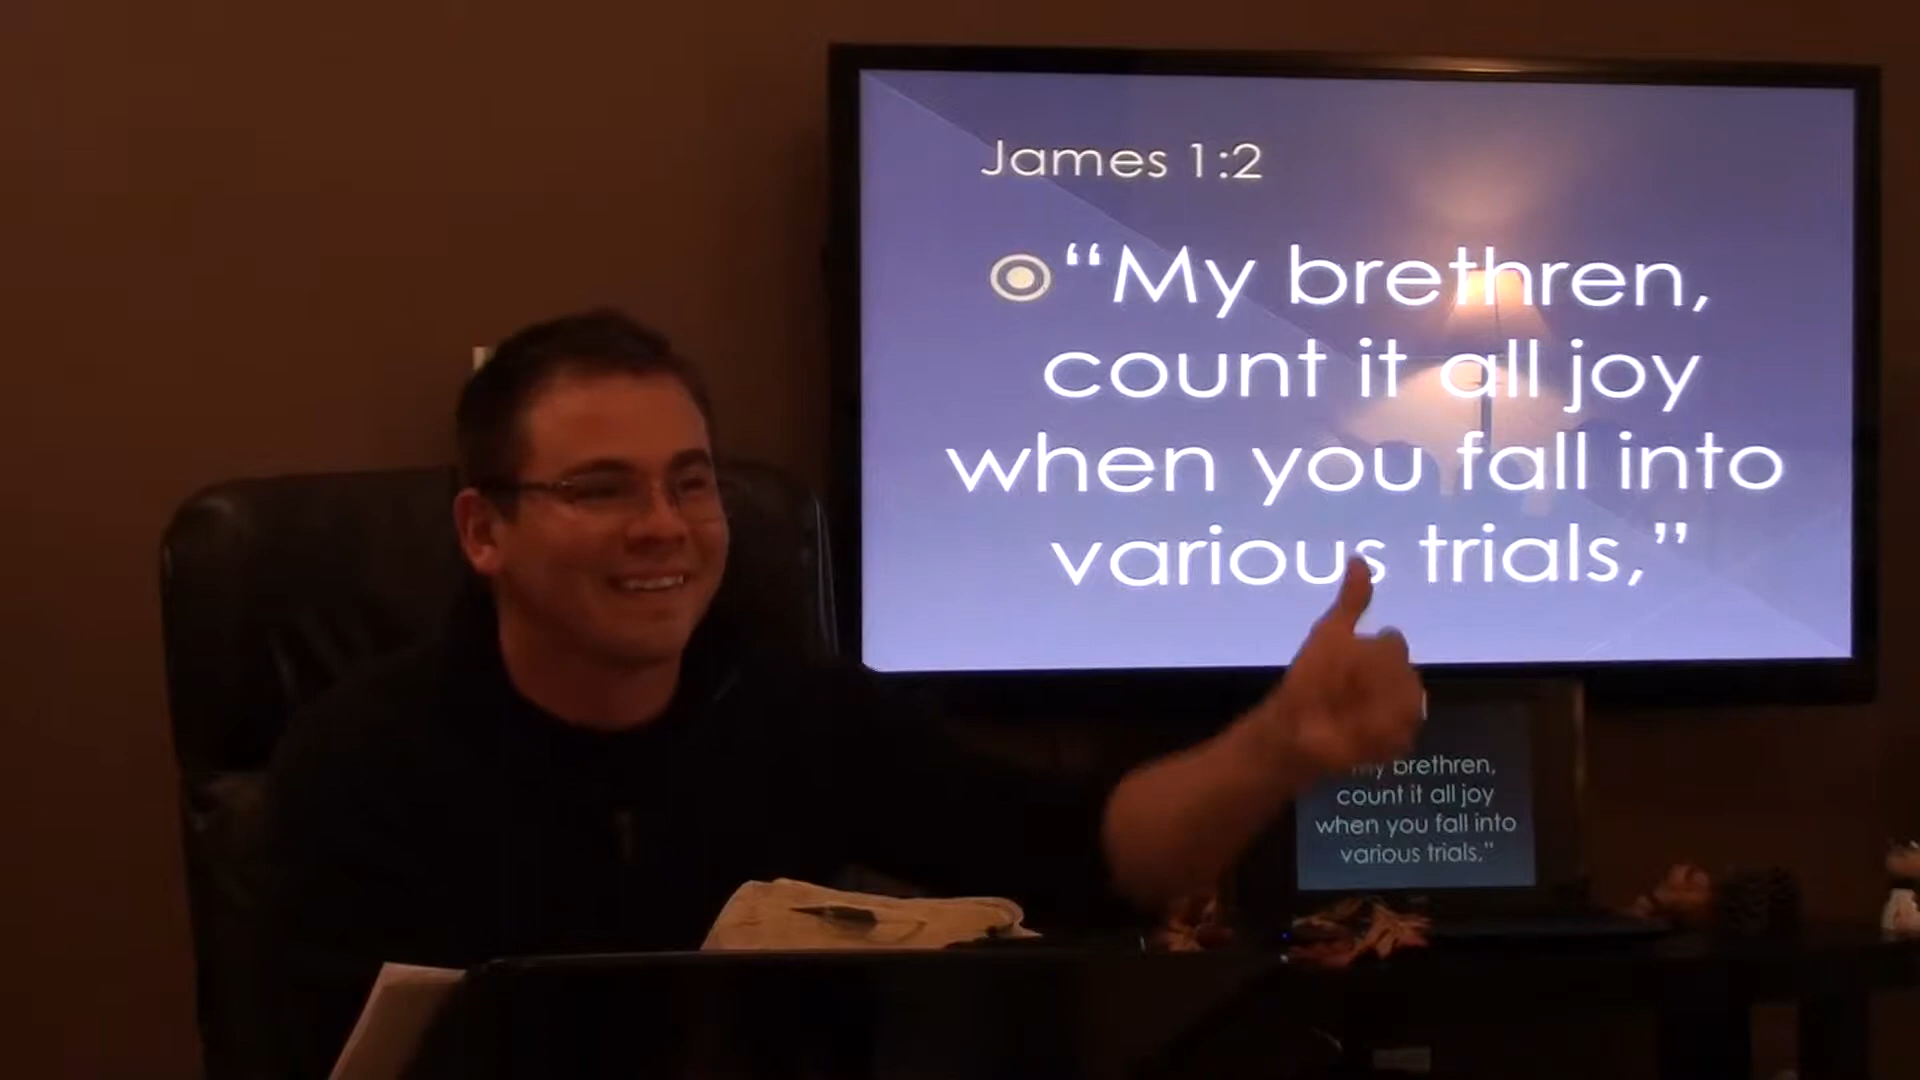 James 1:2
“My brethren,
count it all joy
when you fall into
various trials,”
My brethren,
count it all joy
when you fall into
various trials,”